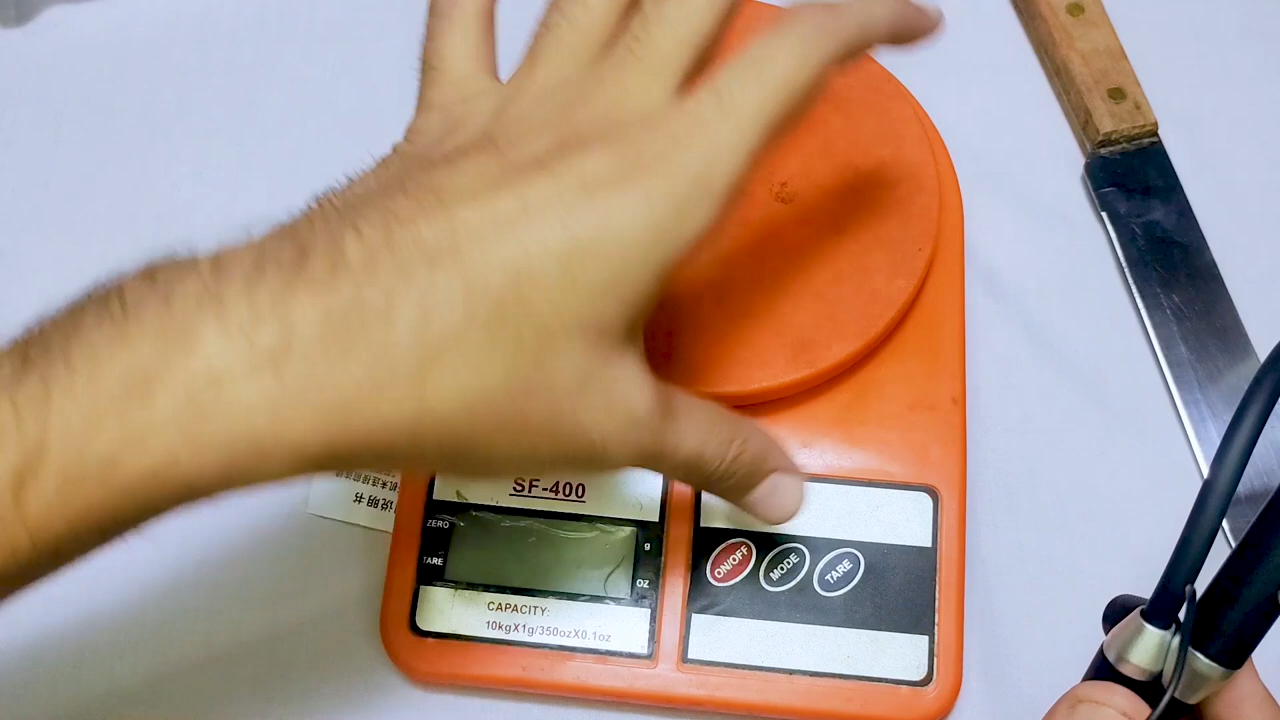 SF-400
ZERO
g
TARE
OZ
CAPACITY:
10kgX1g/350ozX0.1oz
ON/OFF
MODE
TARE
说明书